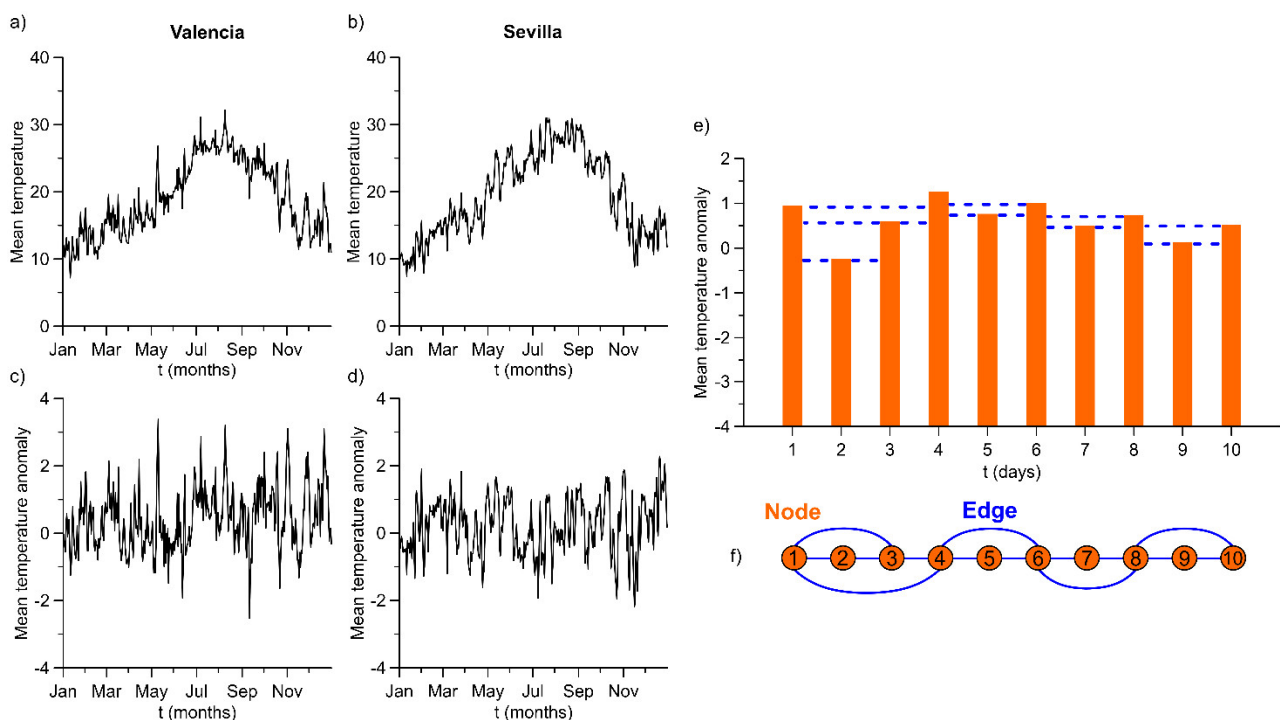 a)
Valencia
Mean temperature
40
30
20
10
0
Jan Mar May Jul Sep Nov
t (months)
b)
Sevilla
Mean temperature
40
30
20
10
0
Jan Mar May Jul Sep Nov
t (months)
c)
Mean temperature anomaly
4
2
0
-2
-4
Jan Mar May Jul Sep Nov
t (months)
d)
Mean temperature anomaly
4
2
0
-2
-4
Jan Mar May Jul Sep Nov
t (months)
e)
Mean temperature anomaly
2
1
0
-1
-2
-3
-4
1 2 3 4 5 6 7 8 9 10
t (days)
Node Edge
f)
1 2 3 4 5 6 7 8 9 10